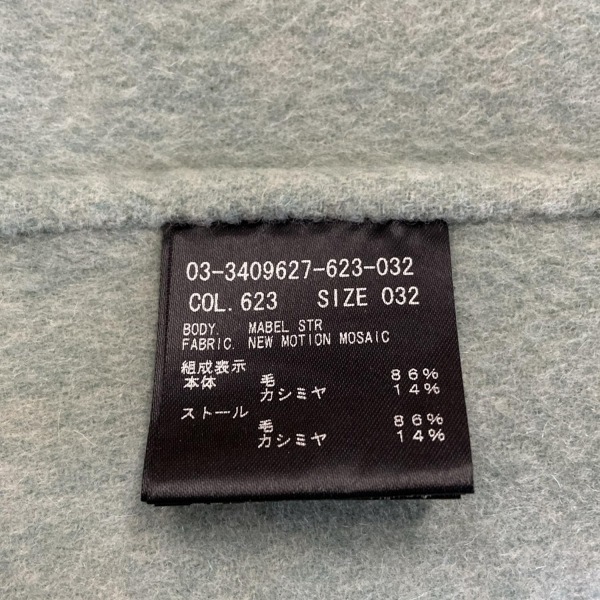 03-3409627-623-032
COL. 623 SIZE 032
BODY. MABEL STR
FABRIC. NEW MOTION MOSAIC
組成表示
本体 毛 86%
カシミヤ 14%
ストール
毛 86%
カシミヤ 14%